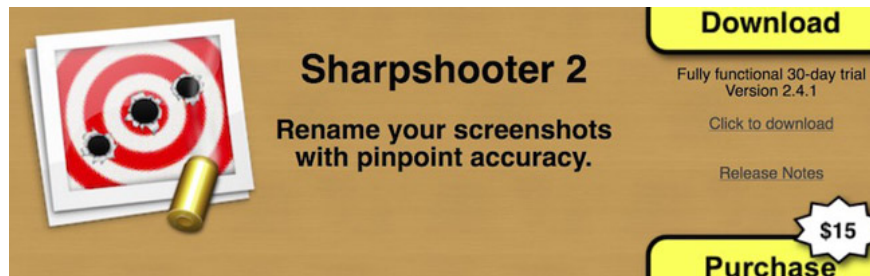 Sharpshooter 2
Rename your screenshots
with pinpoint accuracy.
Download
Fully functional 30-day trial
Version 2.4.1
Click to download
Release Notes
$15
Purchase